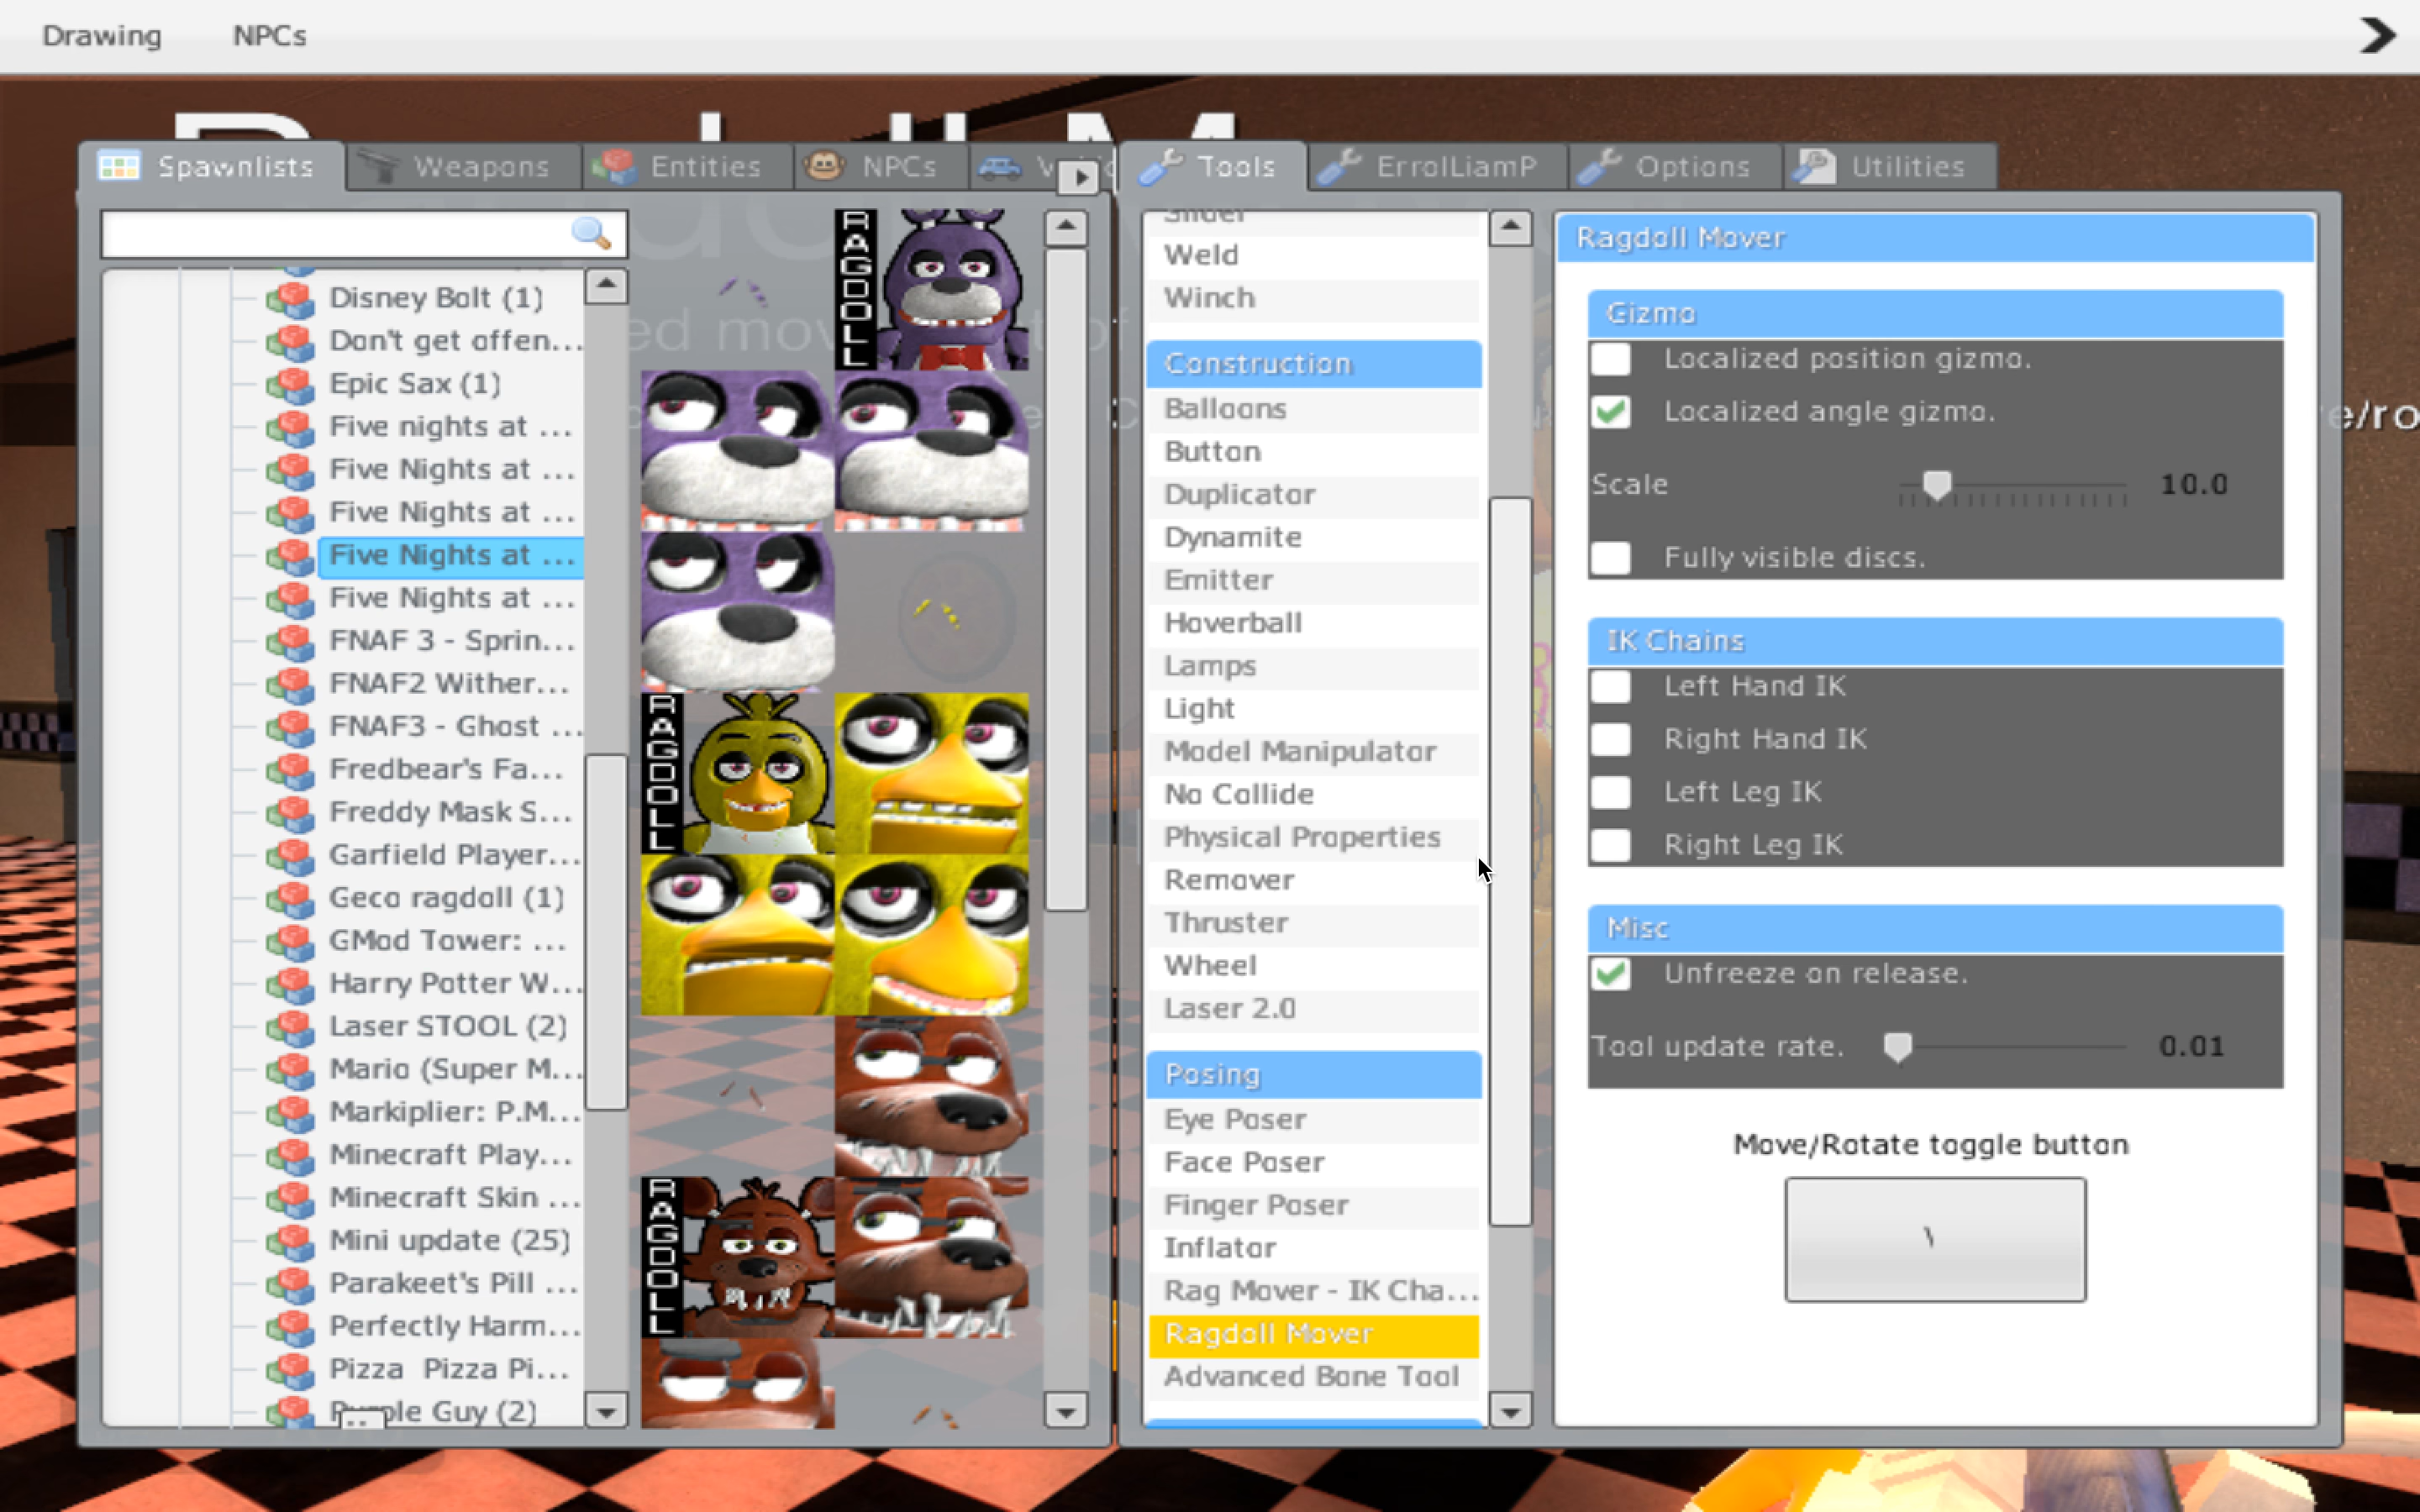 Drawing NPCs
Spawnlists Weapons Entities NPCs
Tools ErrolLiamP Options Utilities
Disney Bolt (1)
Don't get offen...
Epic Sax (1)
Five nights at ...
Five Nights at ...
Five Nights at ...
Five Nights at ...
Five Nights at ...
FNAF 3 - Sprin...
FNAF2 Wither...
FNAF3 - Ghost ...
Fredbear's Fa...
Freddy Mask S...
Garfield Player...
Geco ragdoll (1)
GMod Tower: ...
Harry Potter W...
Laser STOOL (2)
Mario (Super M...
Markiplier: P.M...
Minecraft Play...
Minecraft Skin ...
Mini update (25)
Parakeet's Pill ...
Perfectly Harm...
Pizza Pizza Pi...
Purple Guy (2)
RAGDOLL
RAGDOLL
RAGDOLL
Slider
Weld
Winch
Construction
Balloons
Button
Duplicator
Dynamite
Emitter
Hoverball
Lamps
Light
Model Manipulator
No Collide
Physical Properties
Remover
Thruster
Wheel
Laser 2.0
Posing
Eye Poser
Face Poser
Finger Poser
Inflator
Rag Mover - IK Cha...
Ragdoll Mover
Advanced Bone Tool
Ragdoll Mover
Gizmo
Localized position gizmo.
Localized angle gizmo.
Scale 10.0
Fully visible discs.
IK Chains
Left Hand IK
Right Hand IK
Left Leg IK
Right Leg IK
Misc
Unfreeze on release.
Tool update rate. 0.01
Move/Rotate toggle button
\
e/ro